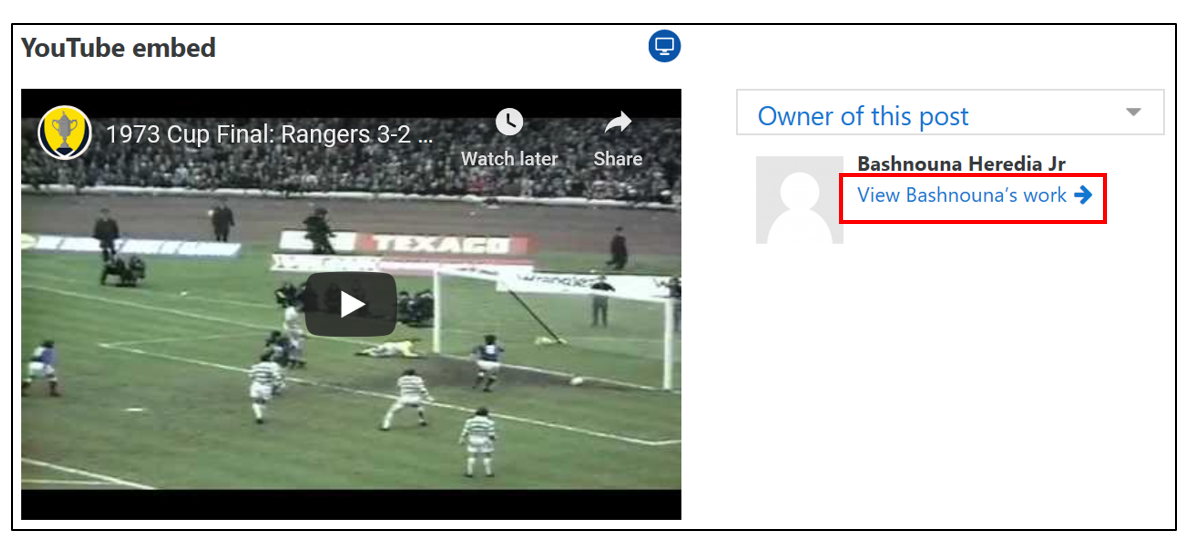 YouTube embed
1973 Cup Final: Rangers 3-2 ...
Watch later
Share
TEXACO
Wrangler
Owner of this post
Bashnouna Heredia Jr
View Bashnouna's work